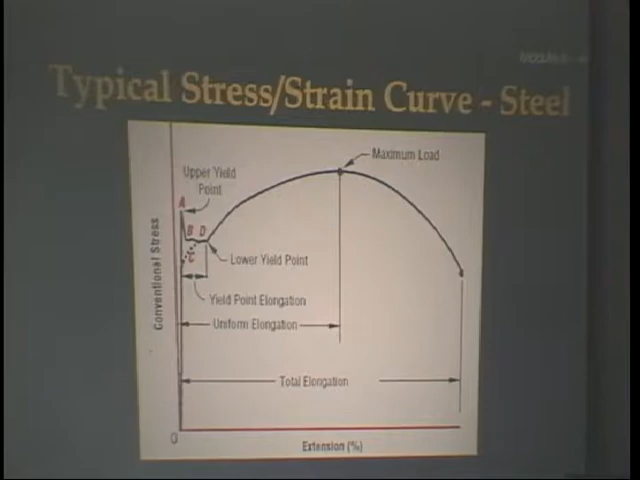 Typical Stress/Strain Curve - Steel
Maximum Load
Upper Yield
Point
A
B D
C
Lower Yield Point
Yield Point Elongation
Uniform Elongation
Total Elongation
Conventional Stress
0
Extension (%)